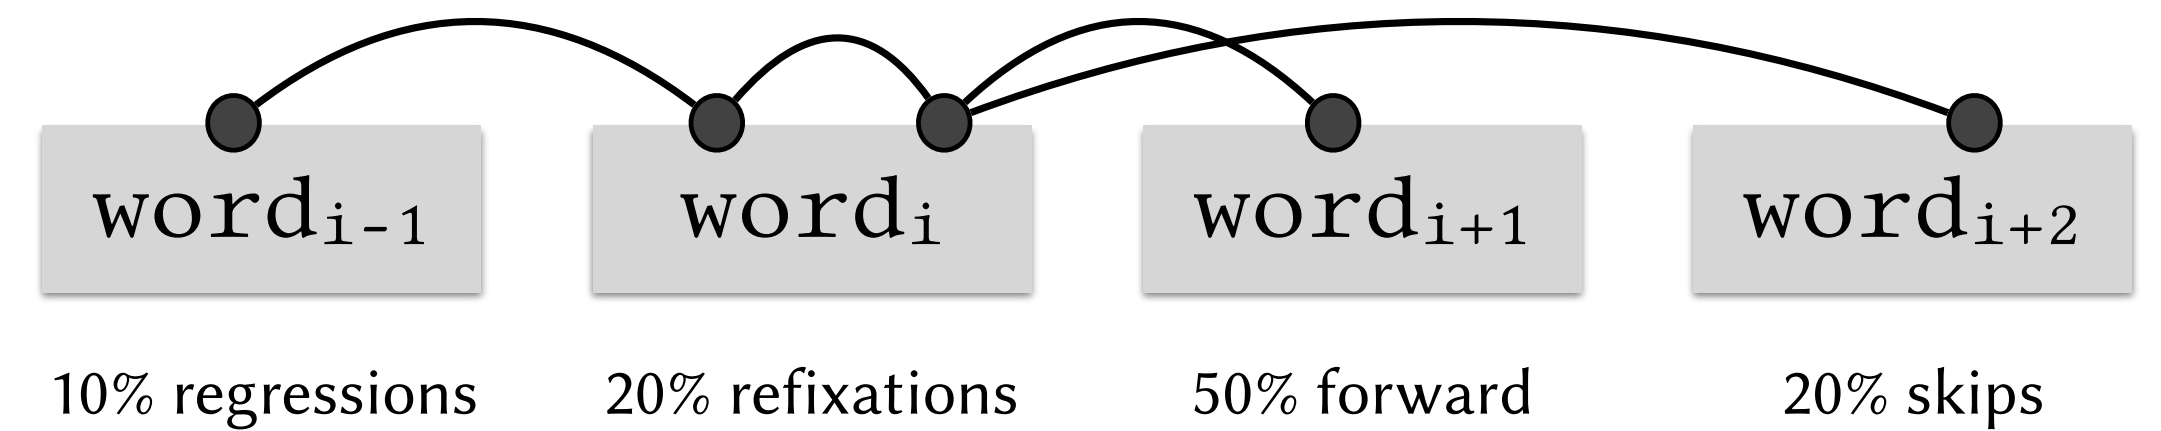 wordi-1 wordi wordi+1 wordi+2
10% regressions 20% refixations 50% forward 20% skips